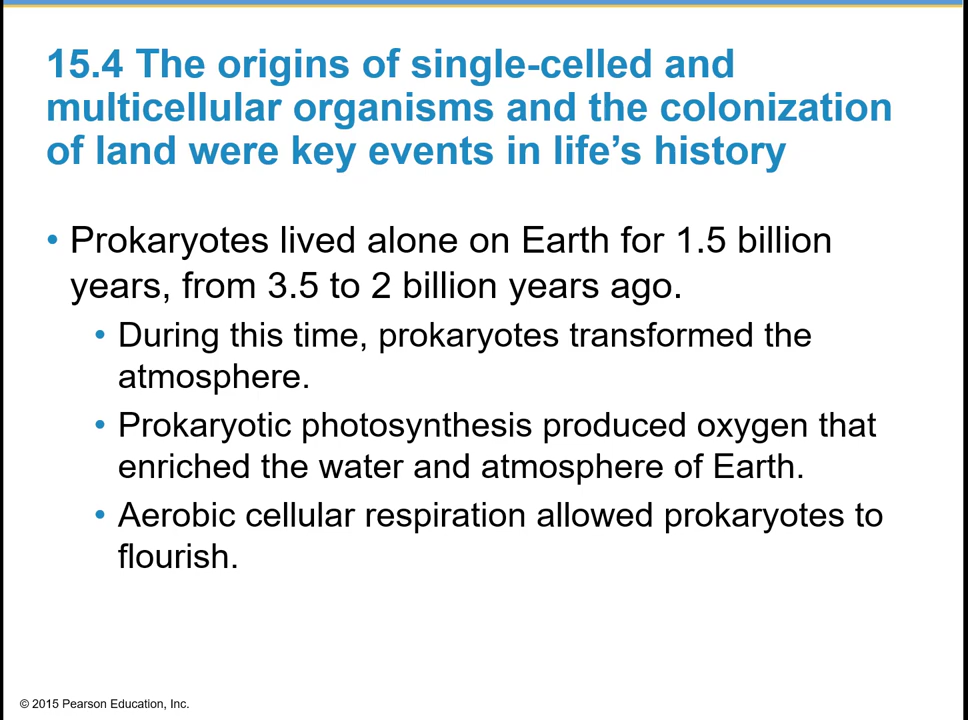 15.4 The origins of single-celled and
multicellular organisms and the colonization
of land were key events in life’s history
• Prokaryotes lived alone on Earth for 1.5 billion
years, from 3.5 to 2 billion years ago.
• During this time, prokaryotes transformed the
atmosphere.
• Prokaryotic photosynthesis produced oxygen that
enriched the water and atmosphere of Earth.
• Aerobic cellular respiration allowed prokaryotes to
flourish.
© 2015 Pearson Education, Inc.